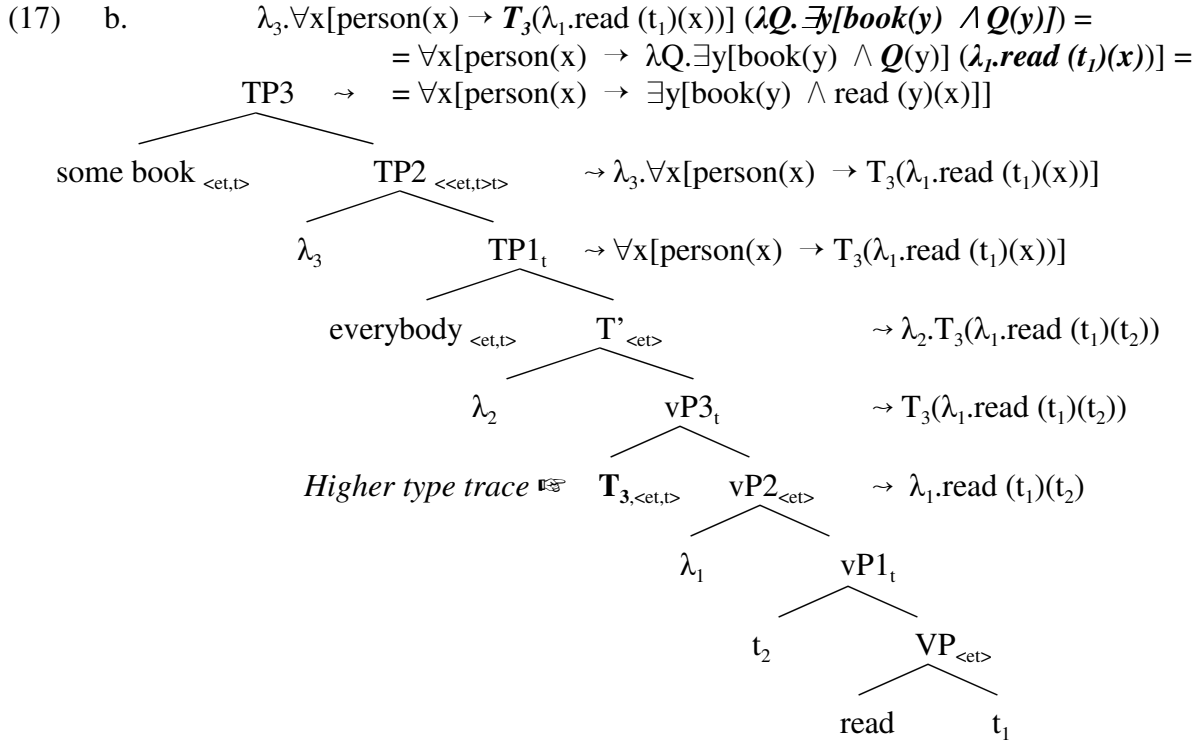 (17) b. λ₃.∀x[person(x) → T₃(λ₁.read (t₁)(x))] (λQ.∃y[book(y) ∧ Q(y)]) =
= ∀x[person(x) → λQ.∃y[book(y) ∧ Q(y)] (λ₁.read (t₁)(x))] =
TP3 ⤳ = ∀x[person(x) → ∃y[book(y) ∧ read (y)(x)]]
some book <et,t> TP2 <<et,t>t> ⤳ λ₃.∀x[person(x) → T₃(λ₁.read (t₁)(x))]
λ₃ TP1ₜ ⤳ ∀x[person(x) → T₃(λ₁.read (t₁)(x))]
everybody <et,t> T’<et> ⤳ λ₂.T₃(λ₁.read (t₁)(t₂))
λ₂ vP3ₜ ⤳ T₃(λ₁.read (t₁)(t₂))
Higher type trace ☞ T₃,<et,t> vP2<et> ⤳ λ₁.read (t₁)(t₂)
λ₁ vP1ₜ
t₂ VP<et>
read t₁